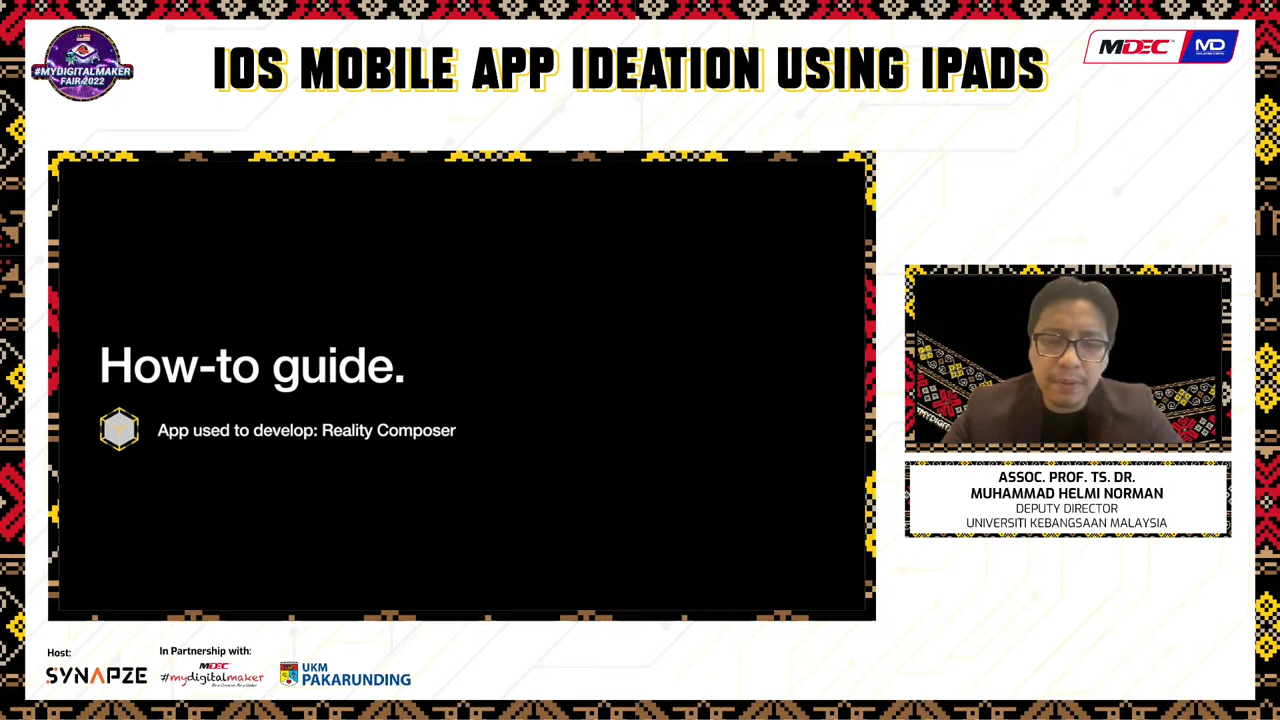 #MYDIGITALMAKER
FAIR 2022
IOS MOBILE APP IDEATION USING IPADS
MDEC
MD
How-to guide.
App used to develop: Reality Composer
#MYDIGIT
ASSOC. PROF. TS. DR.
MUHAMMAD HELMI NORMAN
DEPUTY DIRECTOR
UNIVERSITI KEBANGSAAN MALAYSIA
Host:
SYNAPZE
In Partnership with:
MDEC
#mydigitalmaker
UKM
PAKARUNDING